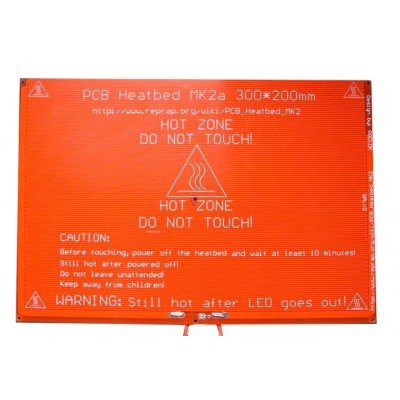 PCB Heatbed MK2a 300*200mm
http://www.reprap.org/wiki/PCB_Heatbed_MK2
HOT ZONE
DO NOT TOUCH!
HOT ZONE
DO NOT TOUCH!
CAUTION:
Before touching, power off the heatbed and wait at least 10 minutes!
Still hot after powered off!
Do not leave unattended!
Keep away from children!
WARNING: Still hot after LED goes out!
Design by: